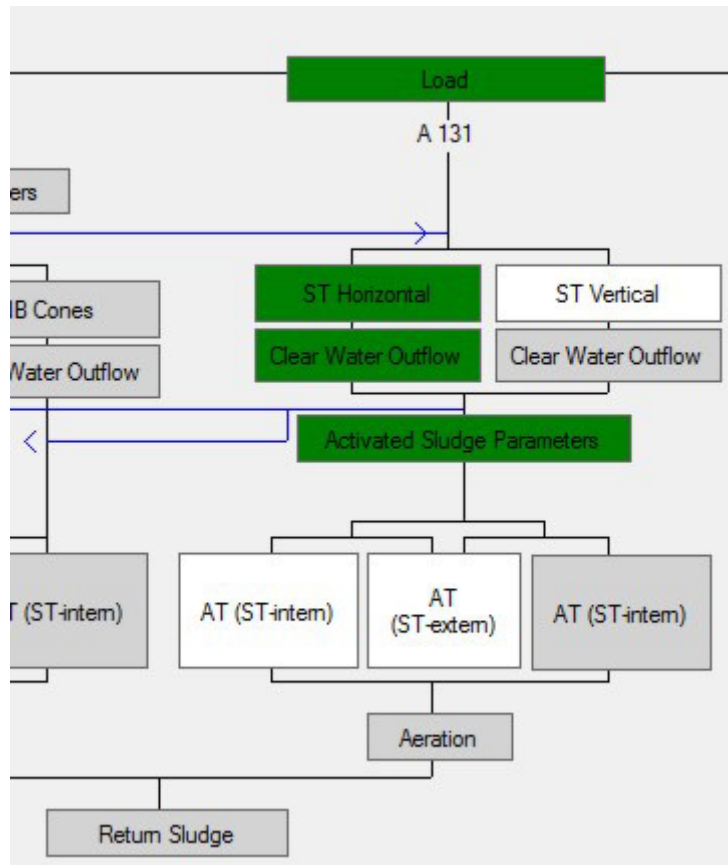 Load
A 131
ers
ST Horizontal
ST Vertical
IB Cones
Clear Water Outflow
Clear Water Outflow
Water Outflow
Activated Sludge Parameters
AT (ST-intern)
AT
(ST-extern)
AT (ST-intern)
T (ST-intern)
Aeration
Return Sludge